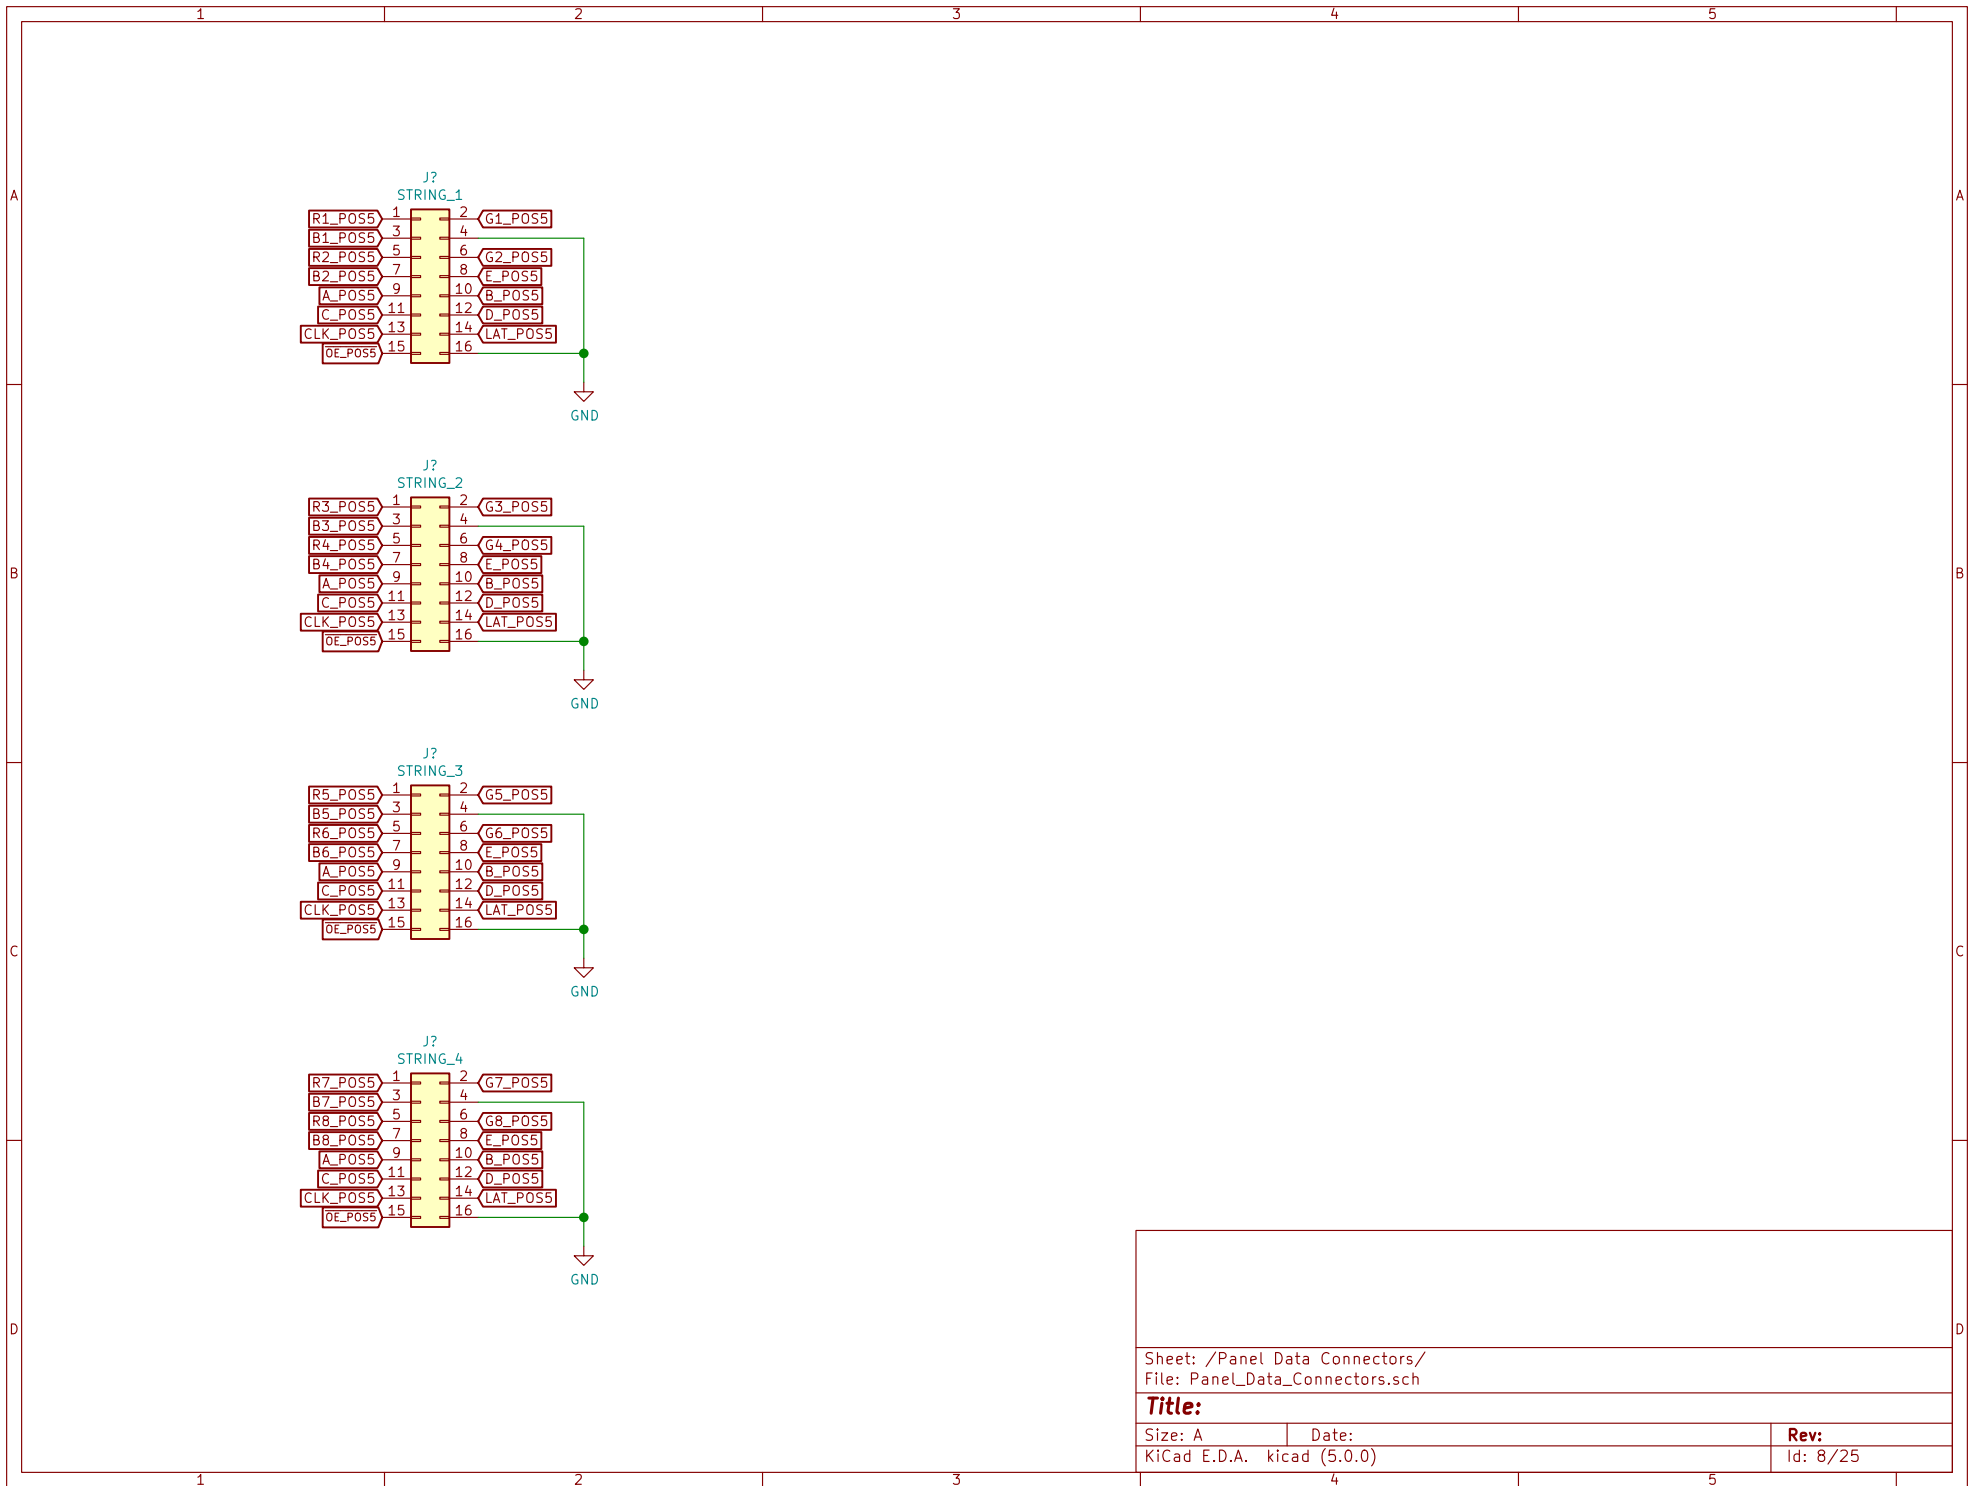 1 2 3 4 5
A A
J?
STRING_1
R1_POS5 1 2 G1_POS5
B1_POS5 3 4
R2_POS5 5 6 G2_POS5
B2_POS5 7 8 E_POS5
A_POS5 9 10 B_POS5
C_POS5 11 12 D_POS5
CLK_POS5 13 14 LAT_POS5
OE_POS5 15 16
GND
J?
STRING_2
R3_POS5 1 2 G3_POS5
B3_POS5 3 4
R4_POS5 5 6 G4_POS5
B4_POS5 7 8 E_POS5
B B
A_POS5 9 10 B_POS5
C_POS5 11 12 D_POS5
CLK_POS5 13 14 LAT_POS5
OE_POS5 15 16
GND
J?
STRING_3
R5_POS5 1 2 G5_POS5
B5_POS5 3 4
R6_POS5 5 6 G6_POS5
B6_POS5 7 8 E_POS5
A_POS5 9 10 B_POS5
C_POS5 11 12 D_POS5
CLK_POS5 13 14 LAT_POS5
OE_POS5 15 16
C C
GND
J?
STRING_4
R7_POS5 1 2 G7_POS5
B7_POS5 3 4
R8_POS5 5 6 G8_POS5
B8_POS5 7 8 E_POS5
A_POS5 9 10 B_POS5
C_POS5 11 12 D_POS5
CLK_POS5 13 14 LAT_POS5
OE_POS5 15 16
GND
D D
Sheet: /Panel Data Connectors/
File: Panel_Data_Connectors.sch
Title:
Size: A Date: Rev:
KiCad E.D.A. kicad (5.0.0) Id: 8/25
1 2 3 4 5